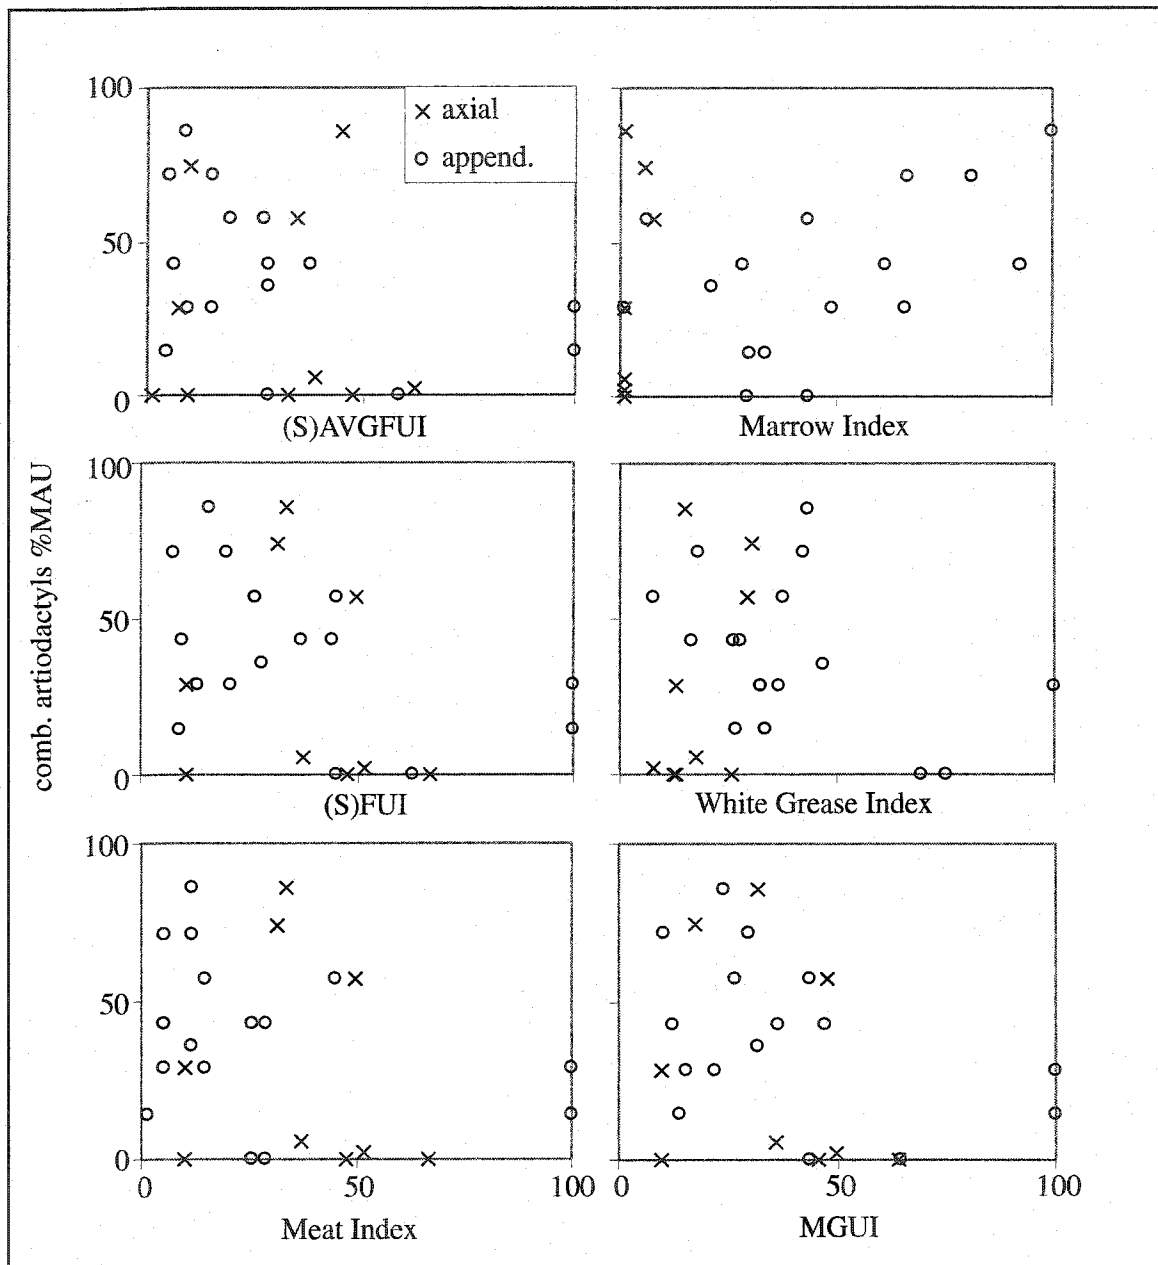 100
50
0
× axial
○ append.
(S)AVGFUI
Marrow Index
comb. artiodactyls %MAU
100
50
0
(S)FUI
White Grease Index
100
50
0
0 50 100
Meat Index
0 50 100
MGUI